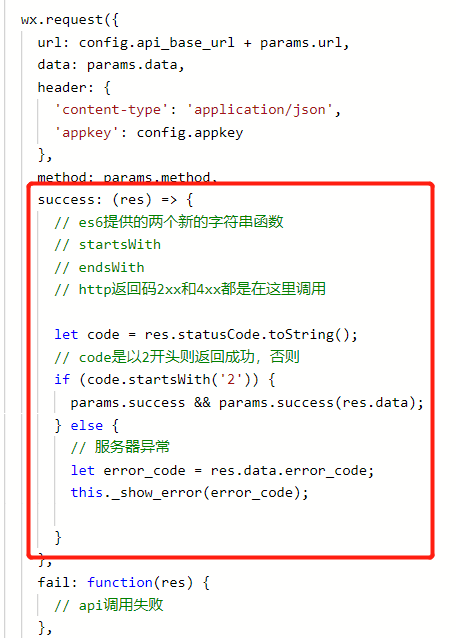 wx.request({
url: config.api_base_url + params.url,
data: params.data,
header: {
'content-type': 'application/json',
'appkey': config.appkey
},
method: params.method,
success: (res) => {
// es6提供的两个新的字符串函数
// startsWith
// endsWith
// http返回码2xx和4xx都是在这里调用
let code = res.statusCode.toString();
// code是以2开头则返回成功，否则
if (code.startsWith('2')) {
params.success && params.success(res.data);
} else {
// 服务器异常
let error_code = res.data.error_code;
this._show_error(error_code);
}
},
fail: function(res) {
// api调用失败
},